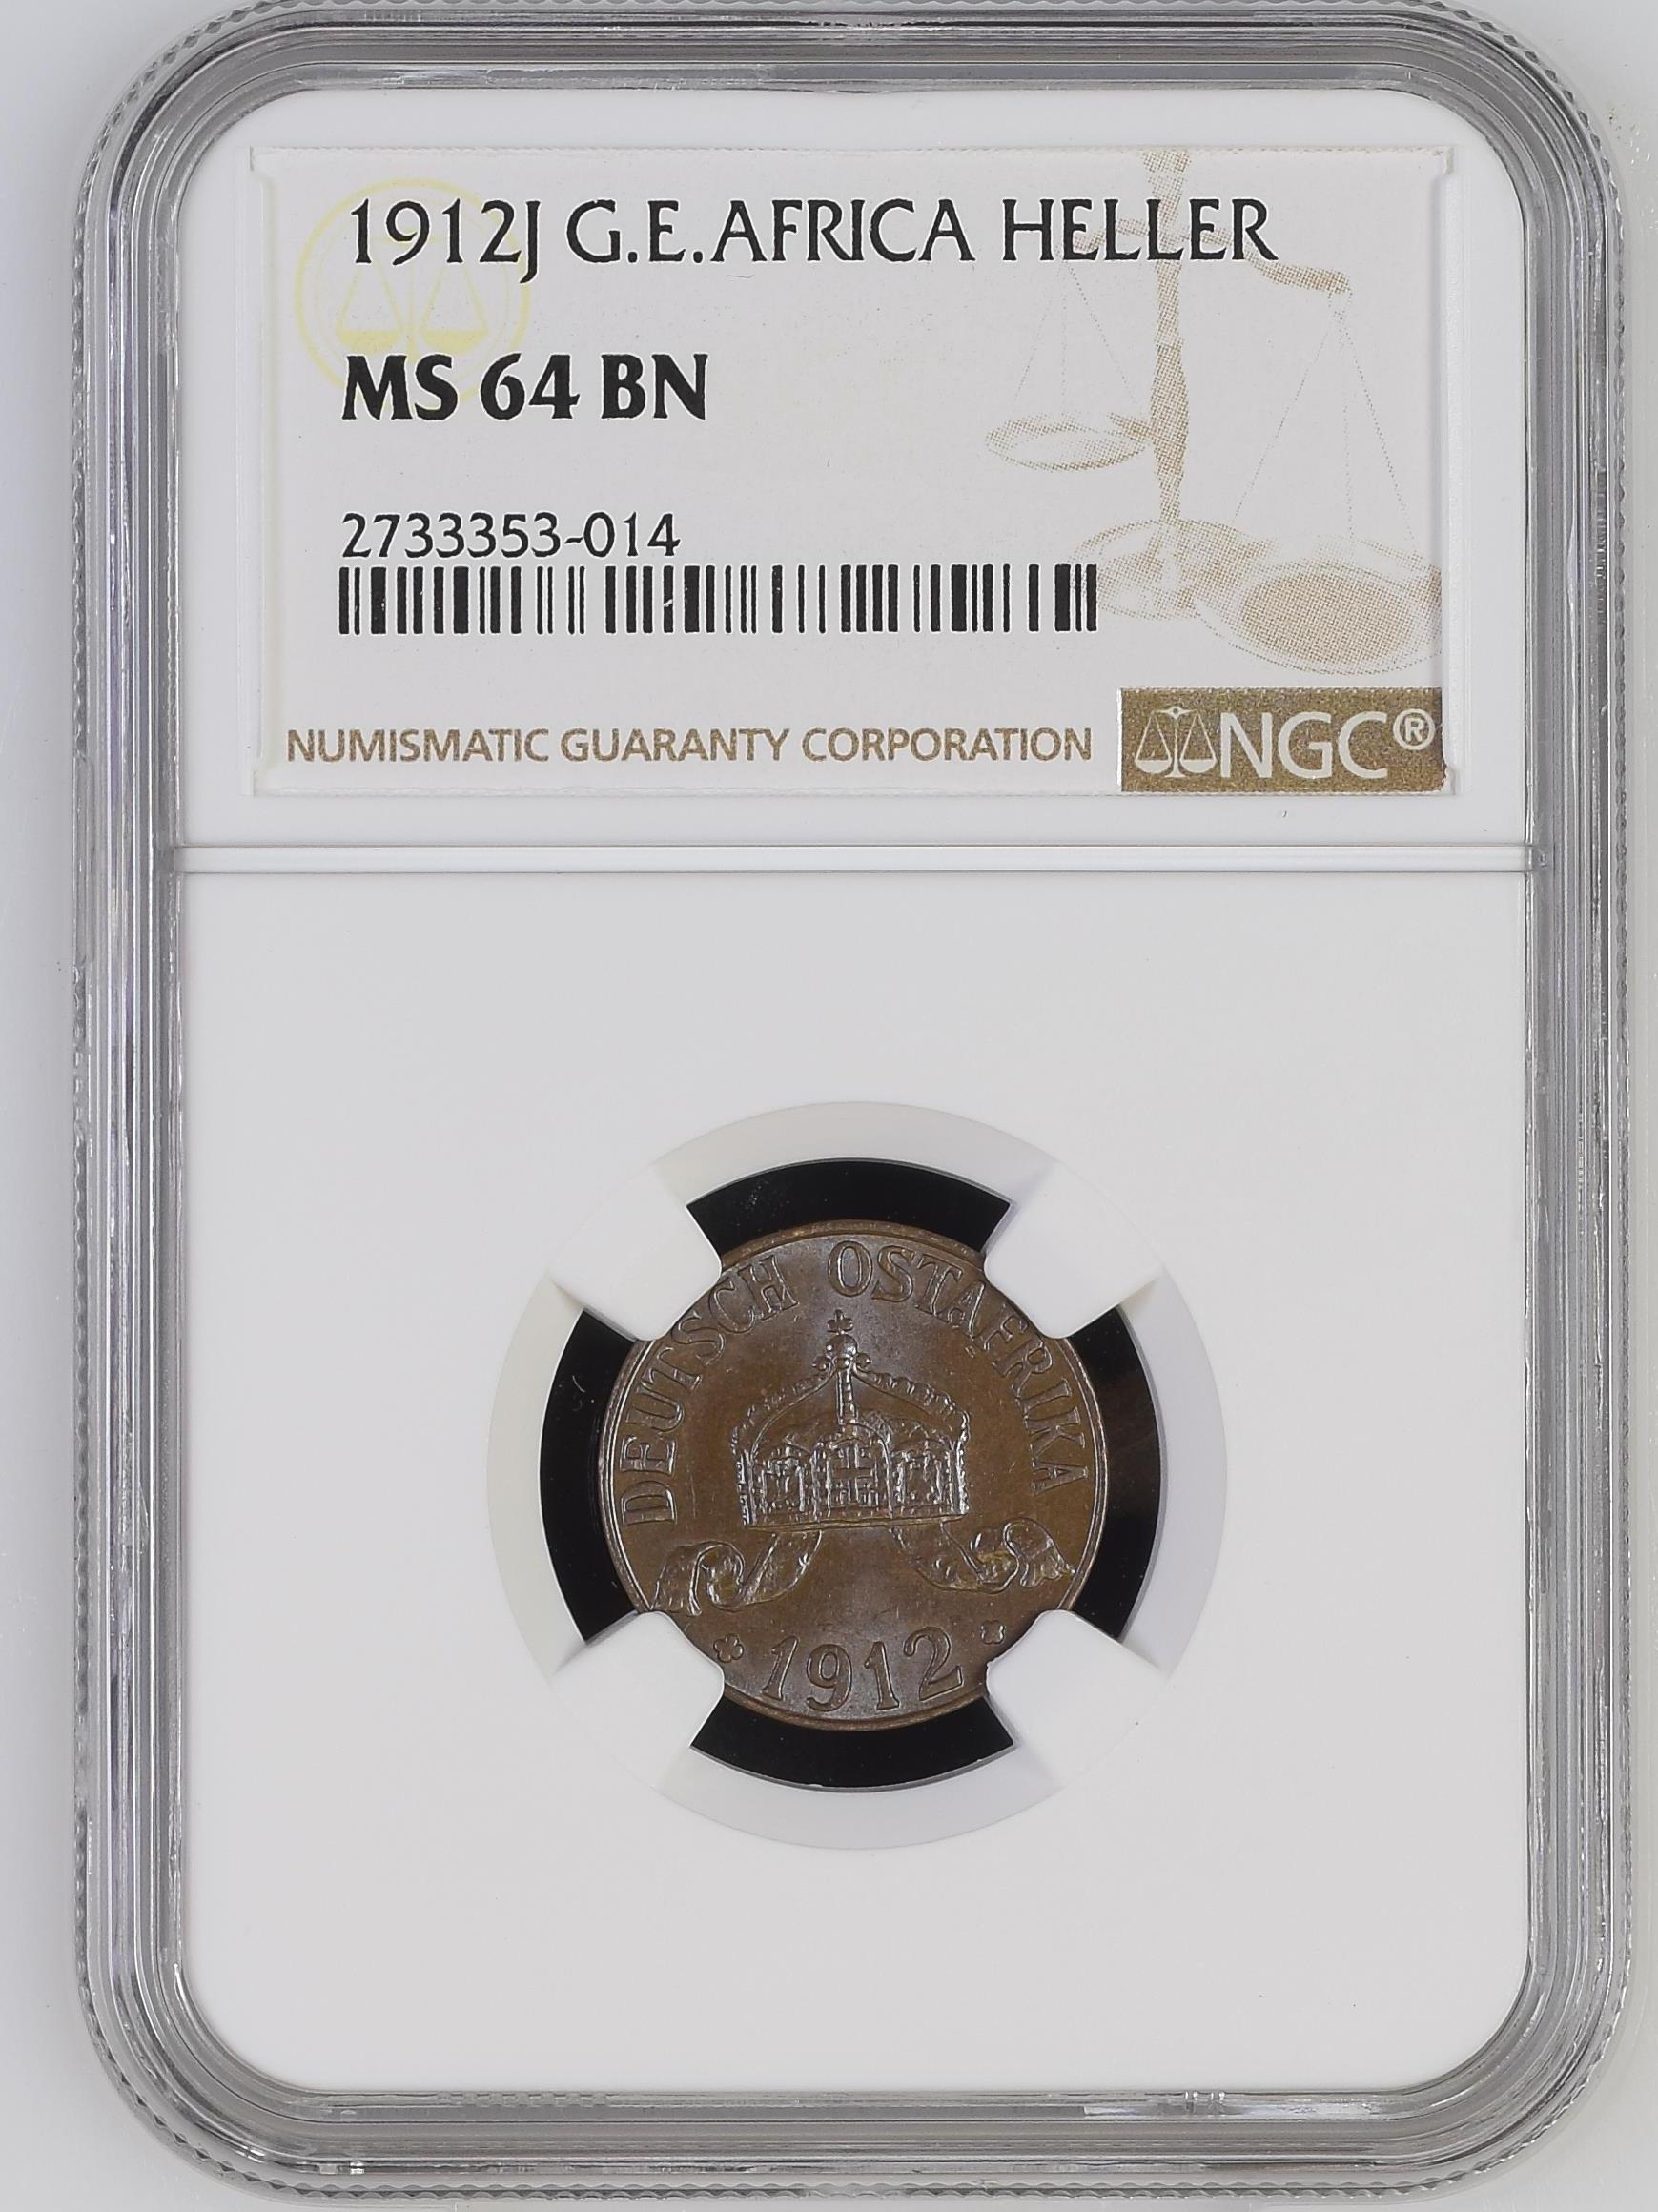 1912J G.E.AFRICA HELLER
MS 64 BN
2733353-014
NUMISMATIC GUARANTY CORPORATION
NGC®
DEUTSCH OSTAFRIKA
1912